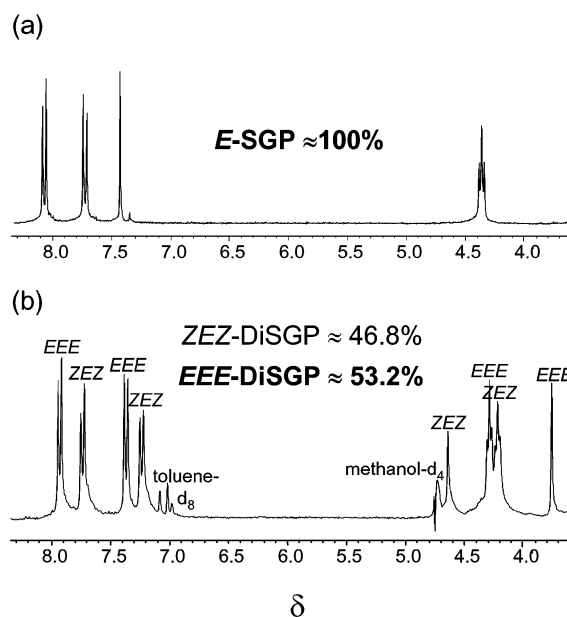 (a)
E-SGP ≈100%
8.0 7.5 7.0 6.5 6.0 5.5 5.0 4.5 4.0
(b)
ZEZ-DiSGP ≈ 46.8%
EEE-DiSGP ≈ 53.2%
EEE
ZEZ
EEE
ZEZ
toluene-
d8
methanol-d4
ZEZ
EEE
ZEZ
EEE
8.0 7.5 7.0 6.5 6.0 5.5 5.0 4.5 4.0
δ